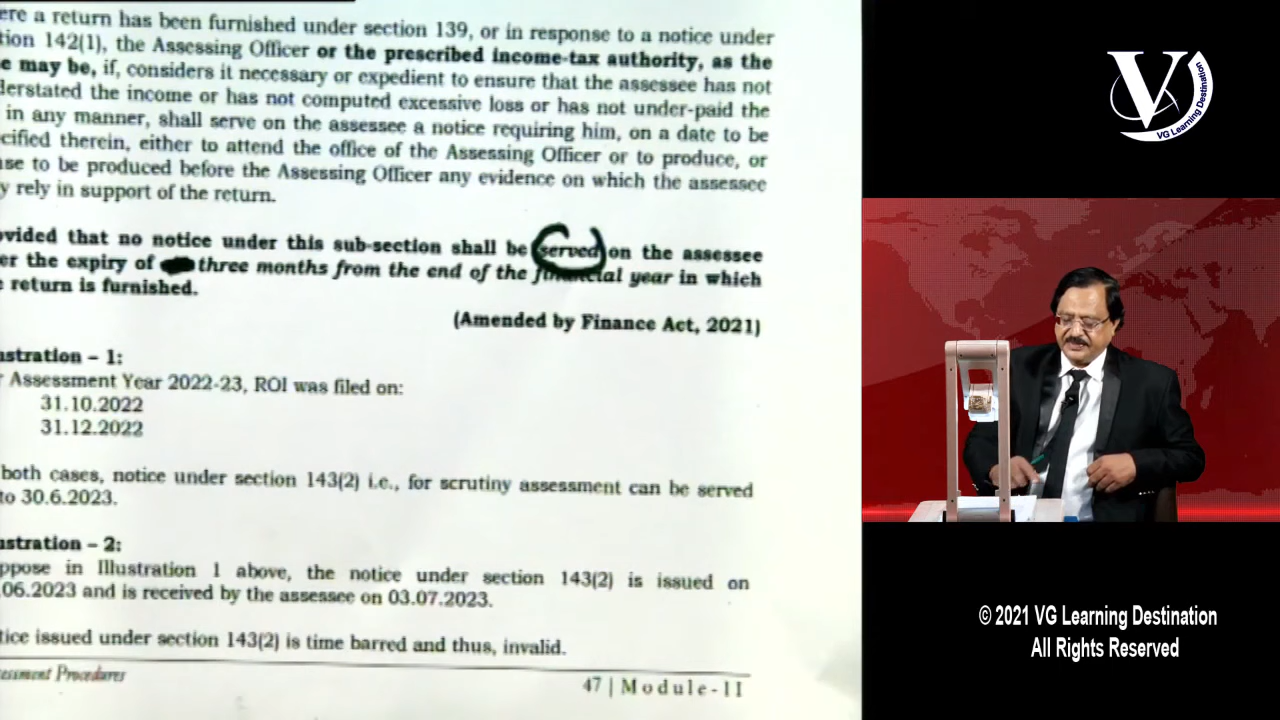 ere a return has been furnished under section 139, or in response to a notice under
tion 142(1), the Assessing Officer or the prescribed income-tax authority, as the
e may be, if, considers it necessary or expedient to ensure that the assessee has not
derstated the income or has not computed excessive loss or has not under-paid the
in any manner, shall serve on the assessee a notice requiring him, on a date to be
cified therein, either to attend the office of the Assessing Officer or to produce, or
se to be produced before the Assessing Officer any evidence on which the assessee
y rely in support of the return.
ovided that no notice under this sub-section shall be served on the assessee
er the expiry of three months from the end of the financial year in which
return is furnished.
(Amended by Finance Act, 2021)
ustration – 1:
Assessment Year 2022-23, ROI was filed on:
31.10.2022
31.12.2022
both cases, notice under section 143(2) i.e., for scrutiny assessment can be served
to 30.6.2023.
ustration – 2:
ppose in Illustration 1 above, the notice under section 143(2) is issued on
.06.2023 and is received by the assessee on 03.07.2023.
tice issued under section 143(2) is time barred and thus, invalid.
essment Procedures
47 | Module-II
V
VG Learning Destination
© 2021 VG Learning Destination
All Rights Reserved